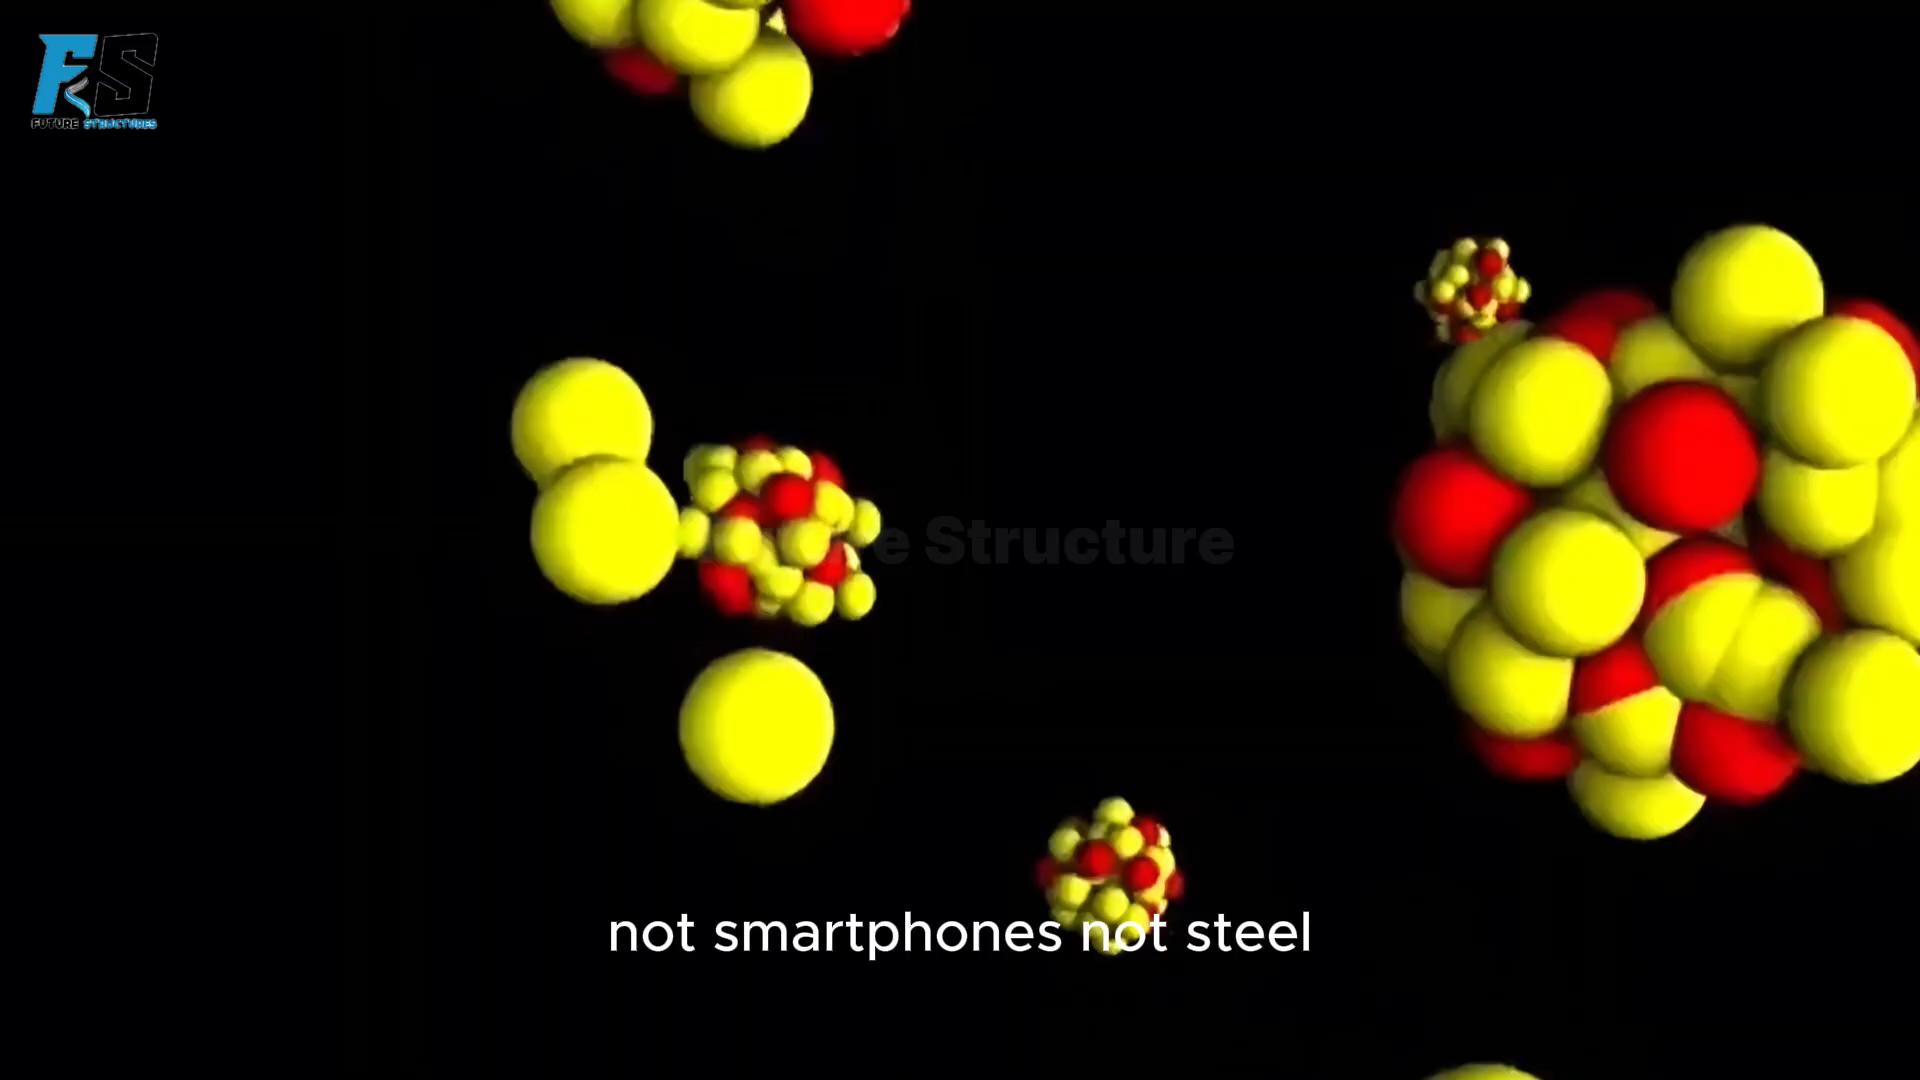 FS
FUTURE STRUCTURES
e Structure
not smartphones not steel